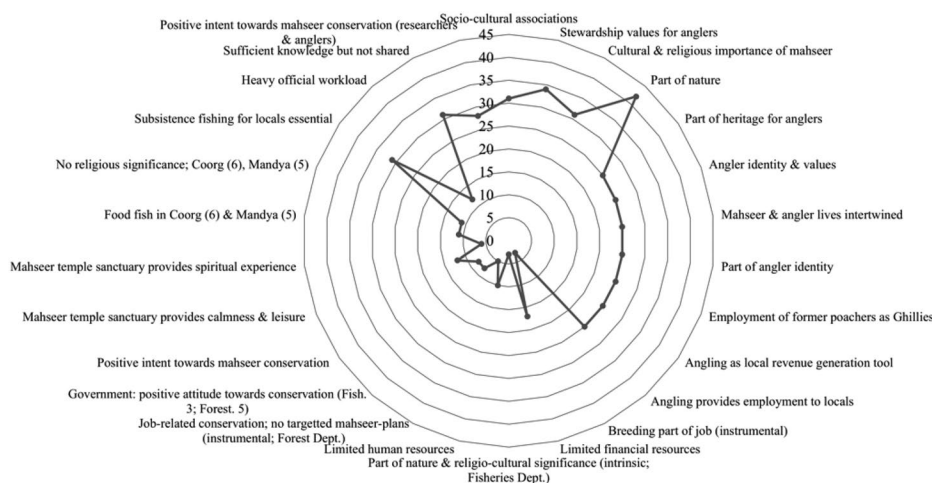 Socio-cultural associations
Stewardship values for anglers
Cultural & religious importance of mahseer
Part of nature
Part of heritage for anglers
Angler identity & values
Mahseer & angler lives intertwined
Part of angler identity
Employment of former poachers as Ghillies
Angling as local revenue generation tool
Angling provides employment to locals
Breeding part of job (instrumental)
Limited financial resources
Part of nature & religio-cultural significance (intrinsic;
Fisheries Dept.)
Limited human resources
Job-related conservation; no targetted mahseer-plans
(instrumental; Forest Dept.)
Government: positive attitude towards conservation (Fish.
3; Forest. 5)
Positive intent towards mahseer conservation
Mahseer temple sanctuary provides calmness & leisure
Mahseer temple sanctuary provides spiritual experience
Food fish in Coorg (6) & Mandya (5)
No religious significance; Coorg (6), Mandya (5)
Subsistence fishing for locals essential
Heavy official workload
Sufficient knowledge but not shared
Positive intent towards mahseer conservation (researchers
& anglers)
45
40
35
30
25
20
15
10
5
0